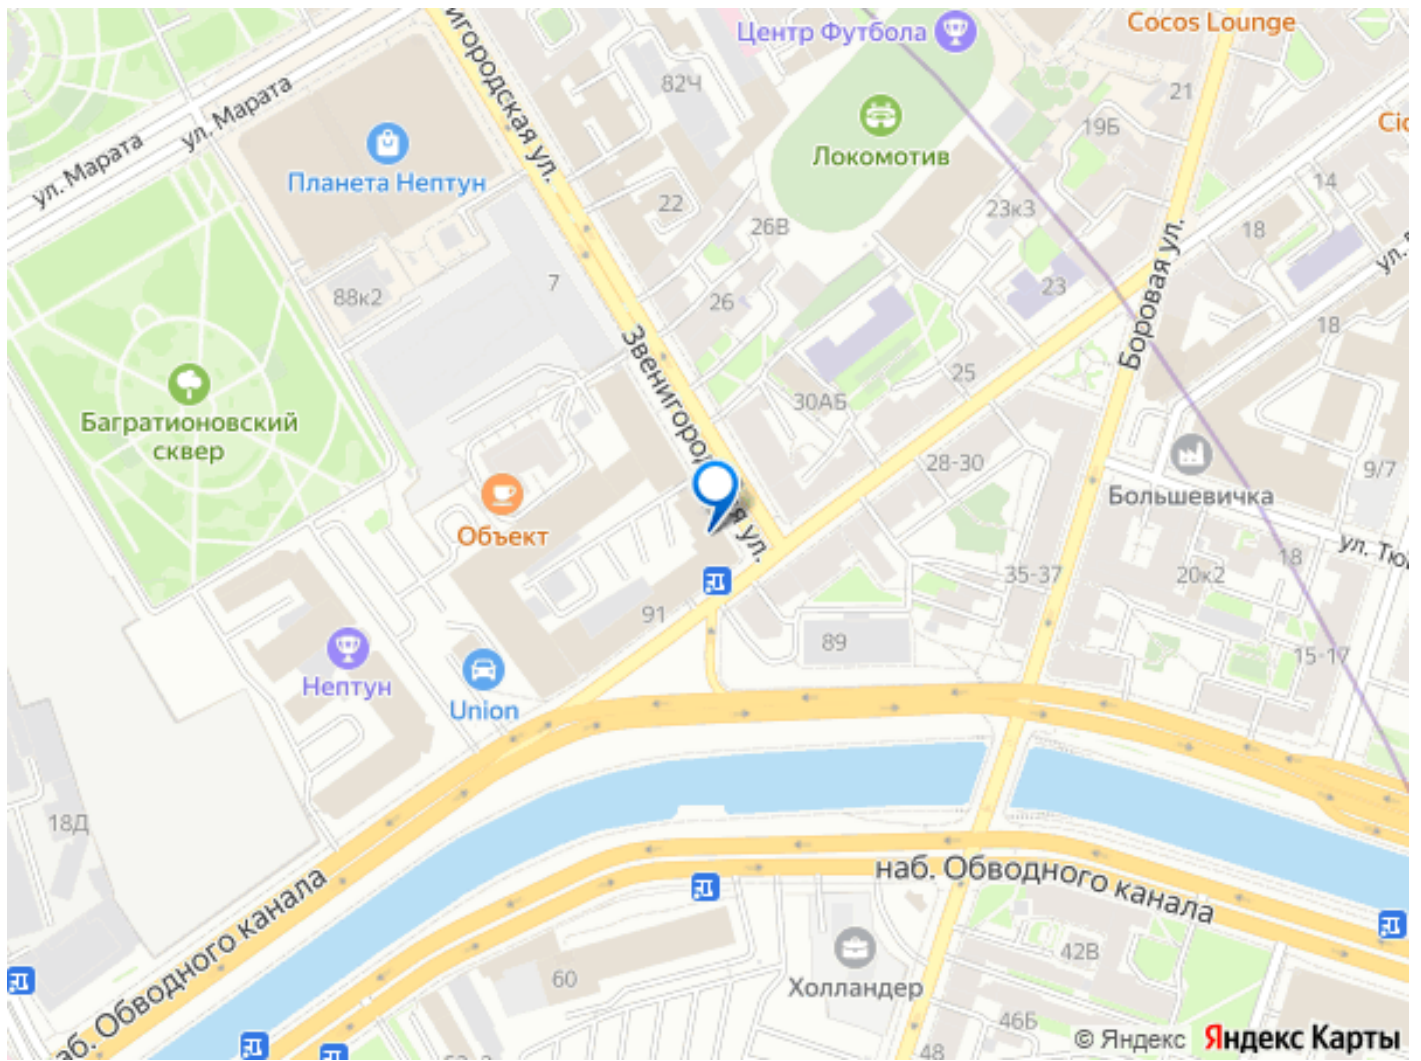 Cocos Lounge
Центр Футбола
82Ч
21
19Б
игородская ул.
ул. Марата
ул. Марата
Планета Нептун
Локомотив
14
22
26В
23к3
18
7
88к2
26
23
Боровая ул.
18
Звенигородская ул.
25
30АБ
Багратионовский
сквер
28-30
9/7
Большевичка
Объект
18
20к2
35-37
91
89
15-17
Нептун
Union
18Д
наб. Обводного канала
наб. Обводного канала
42В
60
Холландер
46Б
48
© Яндекс Яндекс Карты